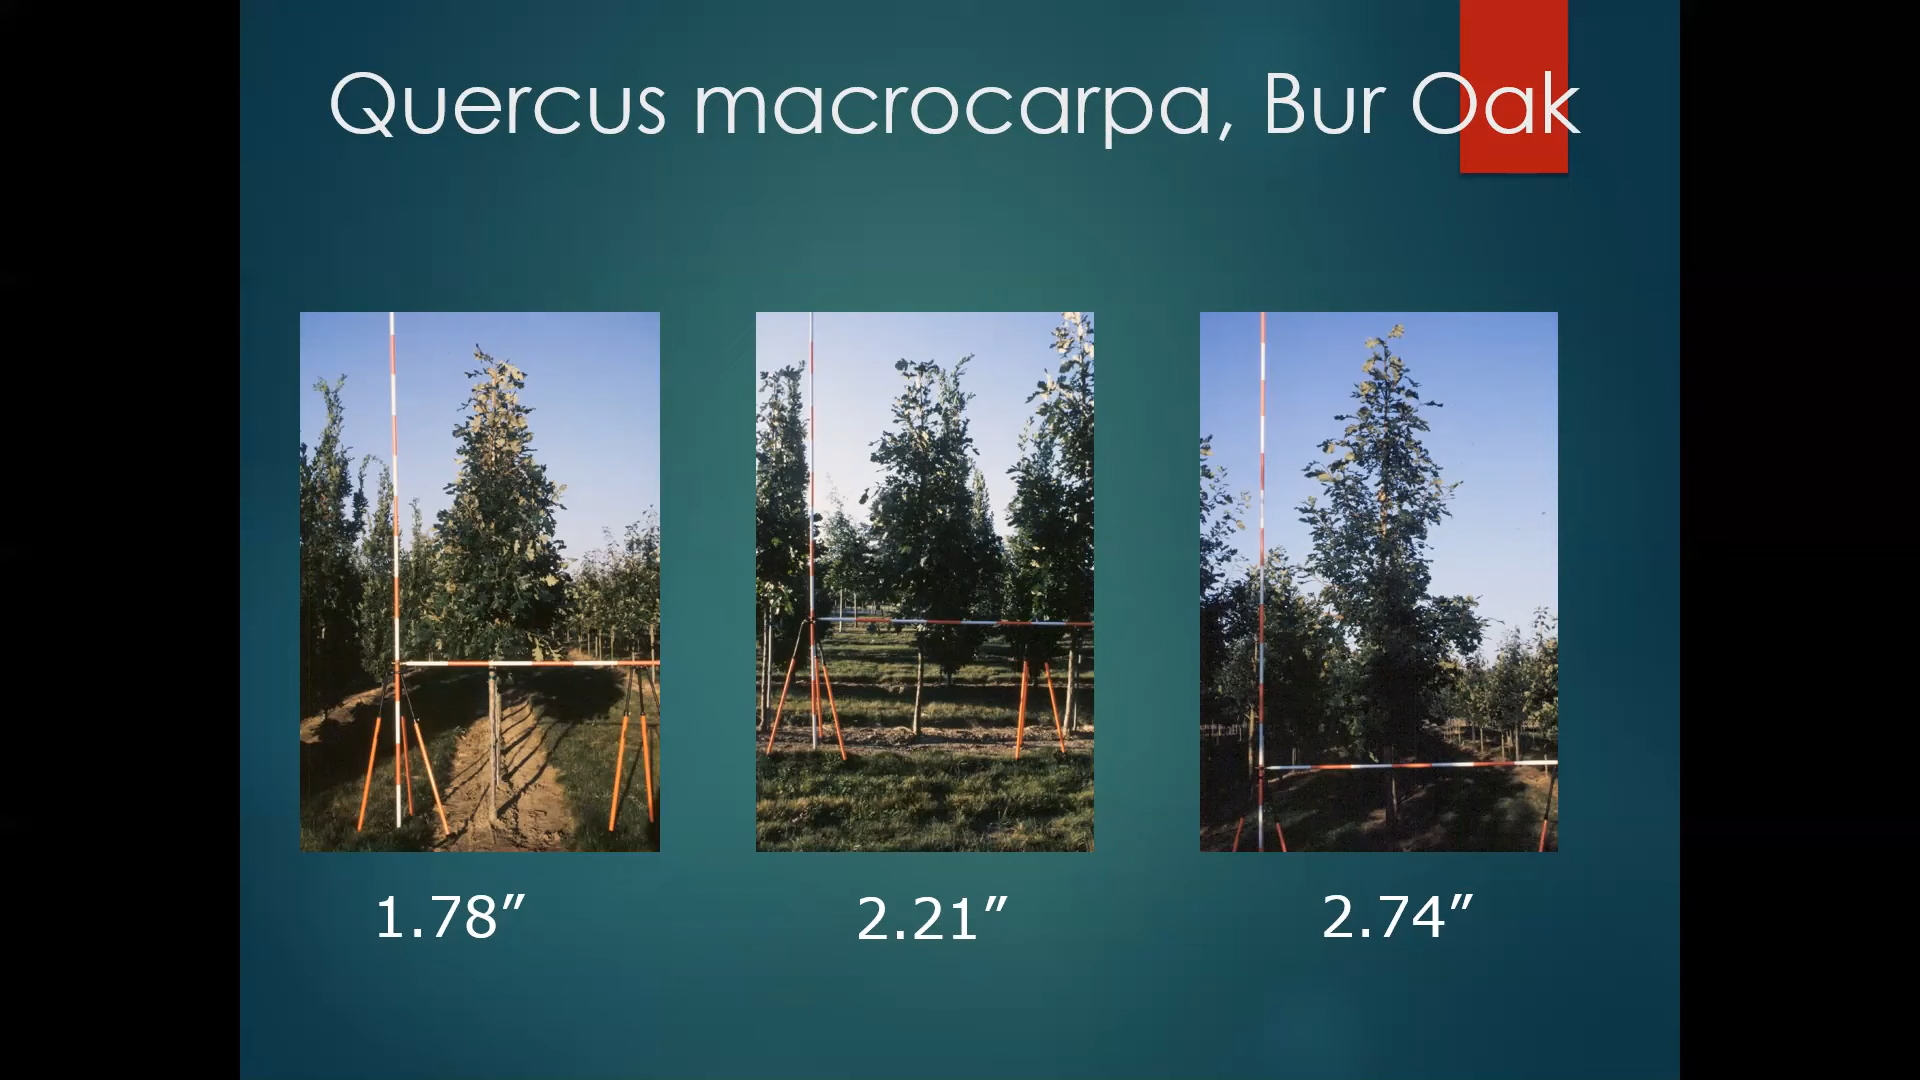 Quercus macrocarpa, Bur Oak
1.78”
2.21”
2.74”